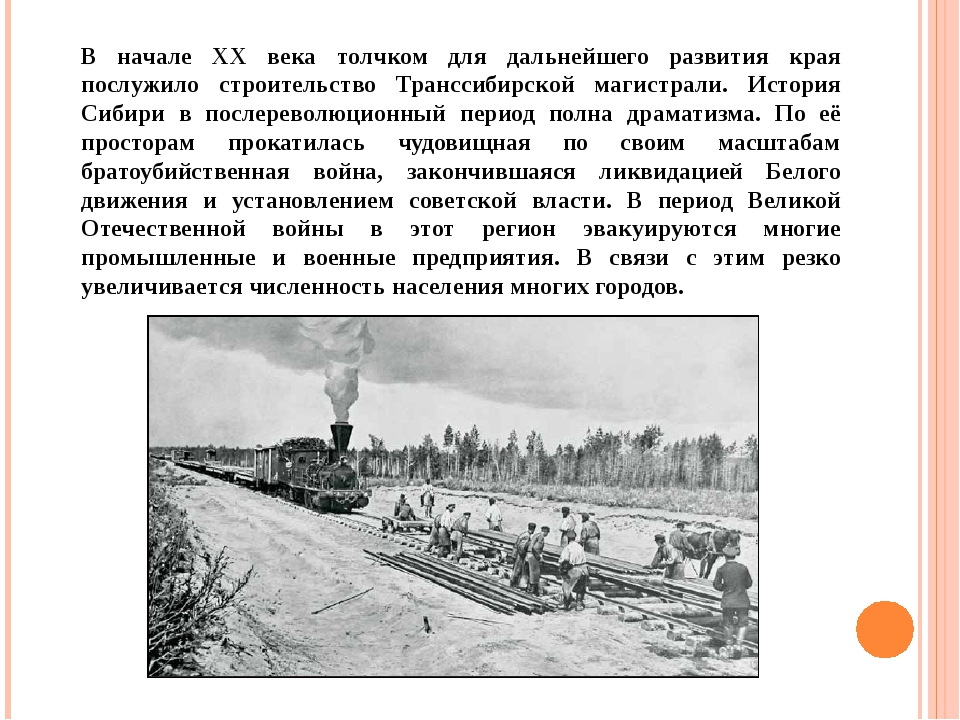 В начале XX века толчком для дальнейшего развития края
послужило строительство Транссибирской магистрали. История
Сибири в послереволюционный период полна драматизма. По её
просторам прокатилась чудовищная по своим масштабам
братоубийственная война, закончившаяся ликвидацией Белого
движения и установлением советской власти. В период Великой
Отечественной войны в этот регион эвакуируются многие
промышленные и военные предприятия. В связи с этим резко
увеличивается численность населения многих городов.